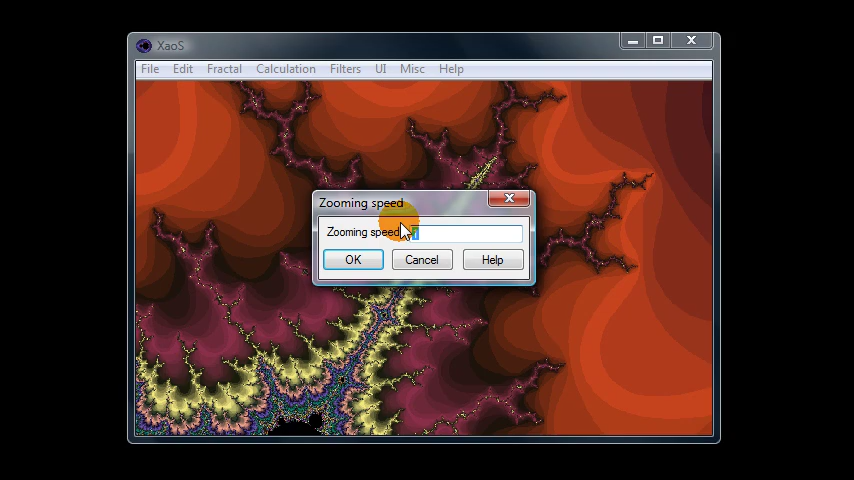 XaoS
File Edit Fractal Calculation Filters UI Misc Help
Zooming speed
Zooming speed
OK Cancel Help